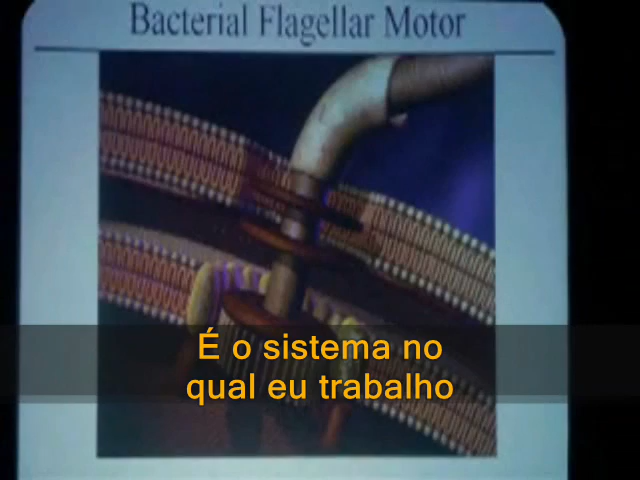 Bacterial Flagellar Motor
É o sistema no
qual eu trabalho